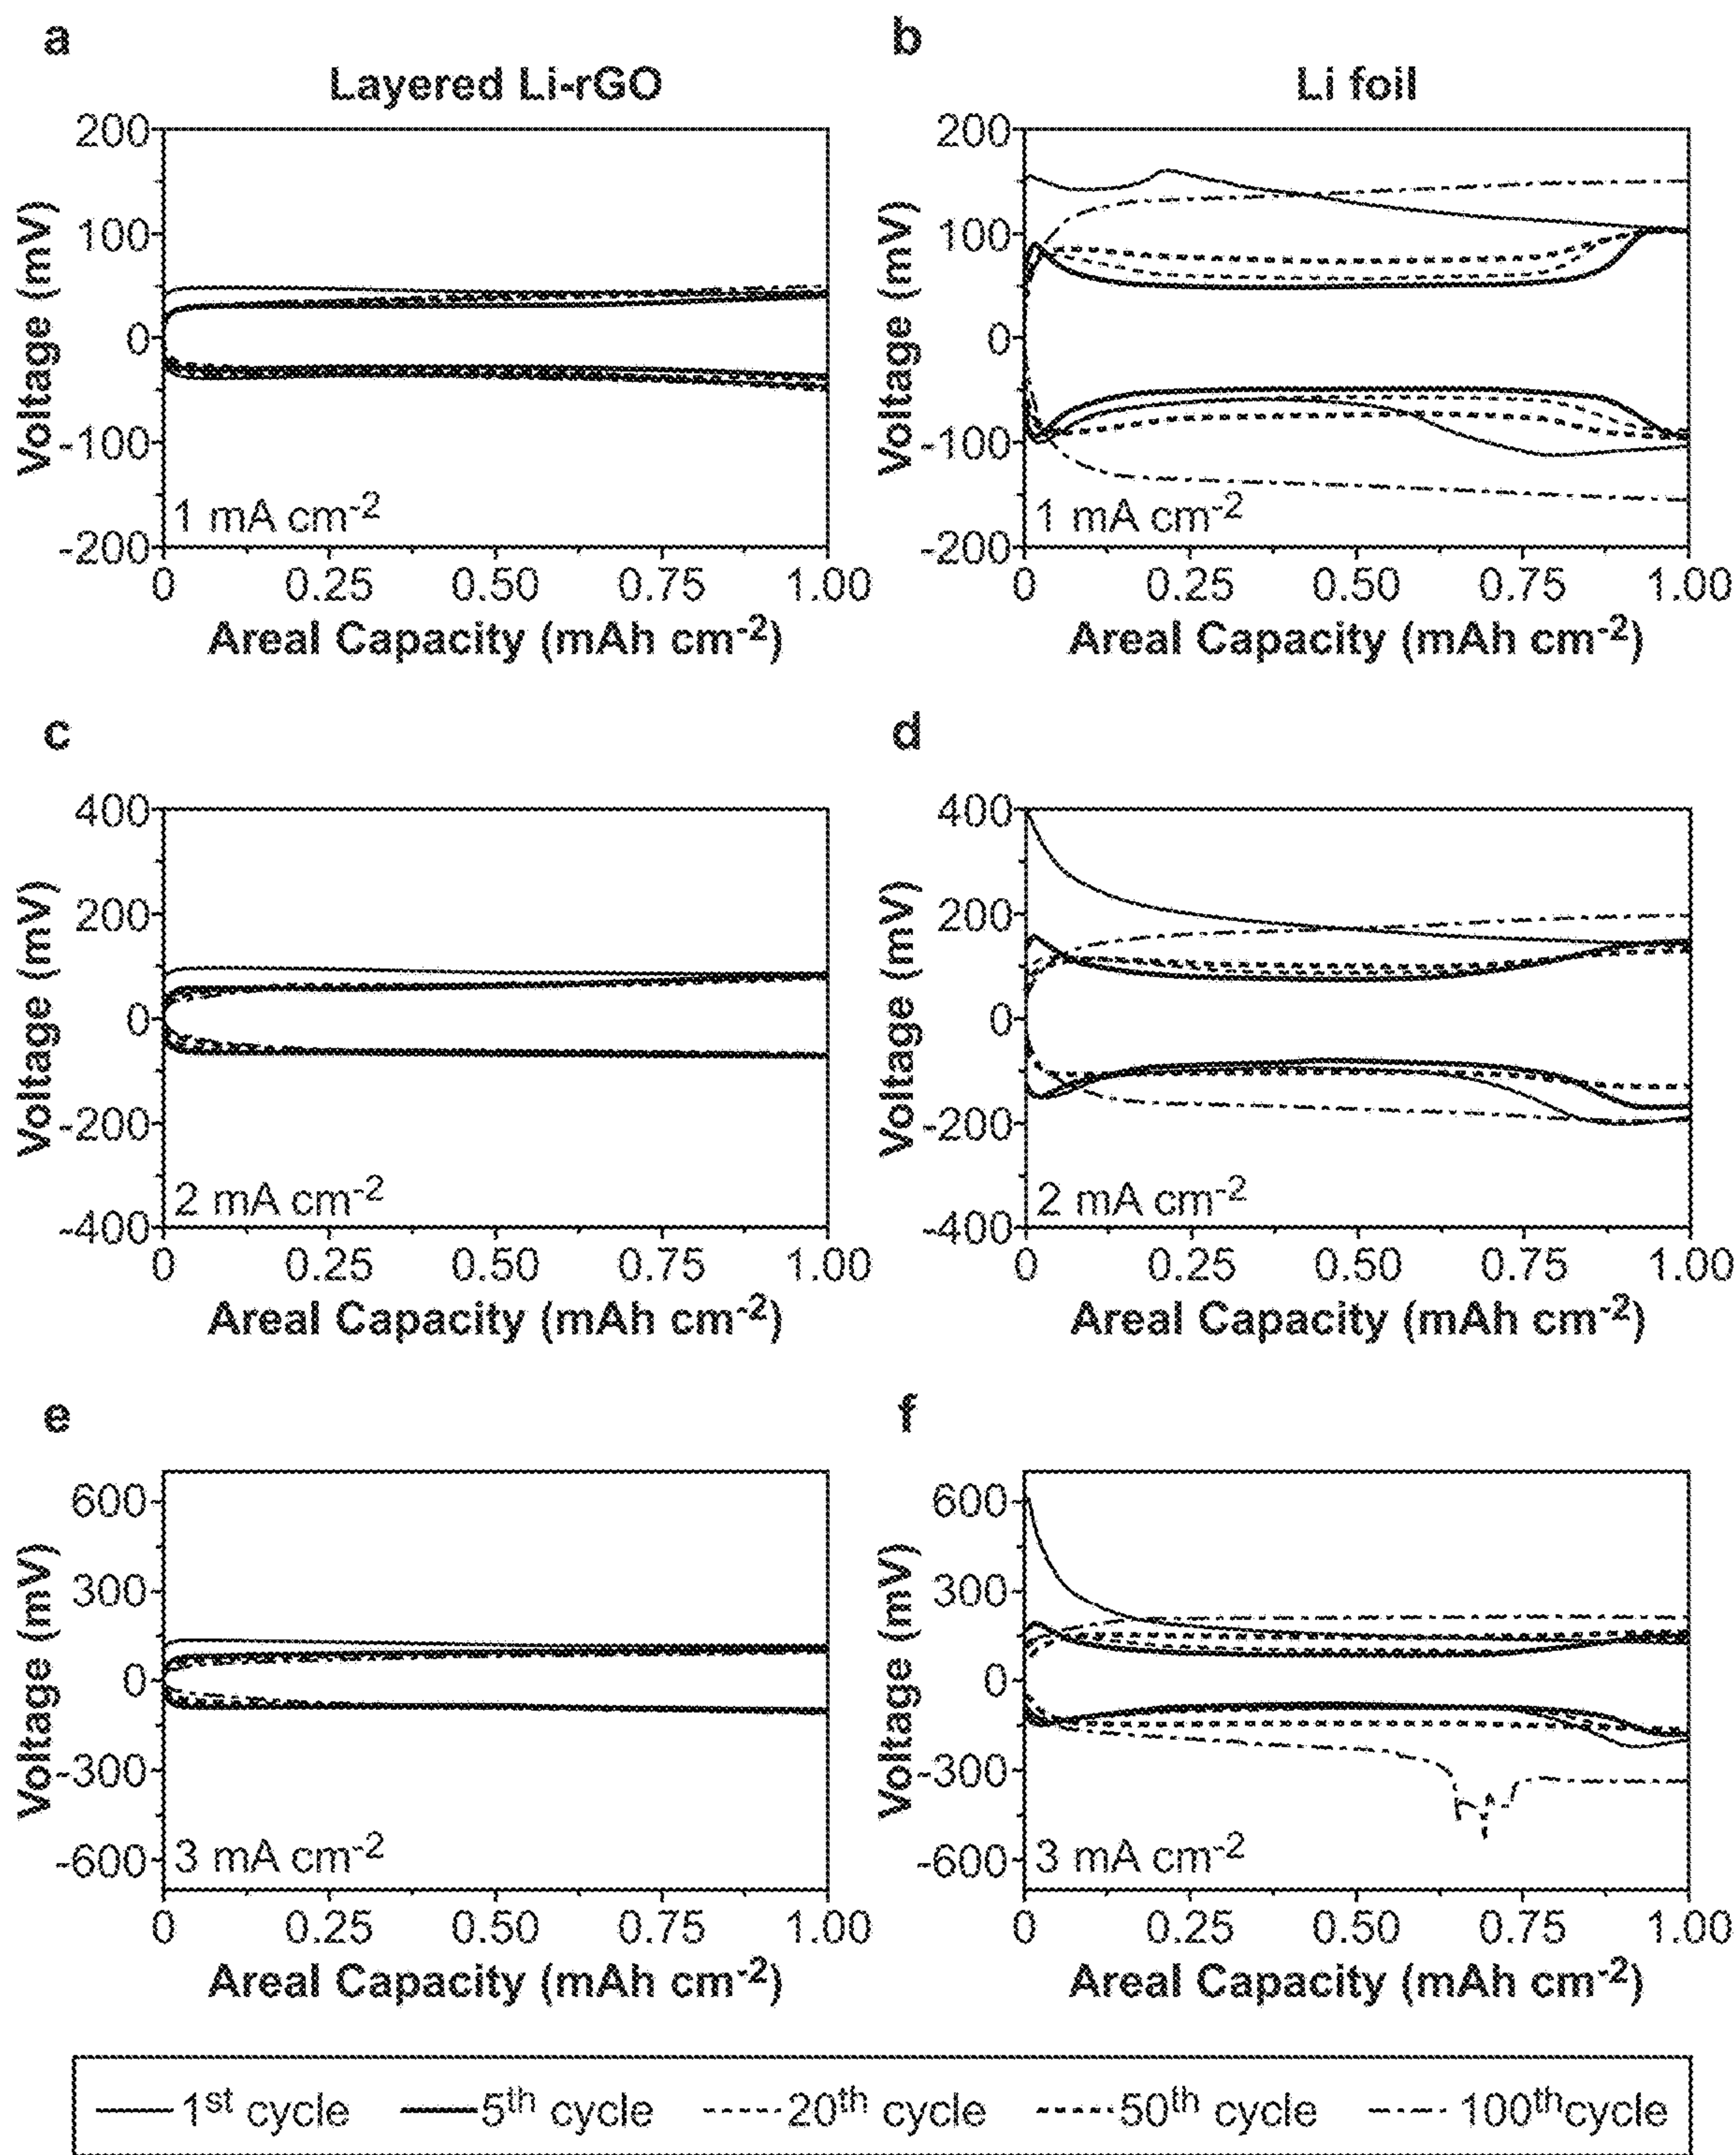 a
b
Layered Li-rGO
Li foil
200
100
0
-100
-200
Voltage (mV)
1 mA cm-2
0 0.25 0.50 0.75 1.00
Areal Capacity (mAh cm-2)
200
100
0
-100
-200
Voltage (mV)
1 mA cm-2
0 0.25 0.50 0.75 1.00
Areal Capacity (mAh cm-2)
c
d
400
200
0
-200
-400
Voltage (mV)
2 mA cm-2
0 0.25 0.50 0.75 1.00
Areal Capacity (mAh cm-2)
400
200
0
-200
-400
Voltage (mV)
2 mA cm-2
0 0.25 0.50 0.75 1.00
Areal Capacity (mAh cm-2)
e
f
600
300
0
-300
-600
Voltage (mV)
3 mA cm-2
0 0.25 0.50 0.75 1.00
Areal Capacity (mAh cm-2)
600
300
0
-300
-600
Voltage (mV)
3 mA cm-2
0 0.25 0.50 0.75 1.00
Areal Capacity (mAh cm-2)
1st cycle 5th cycle 20th cycle 50th cycle 100thcycle